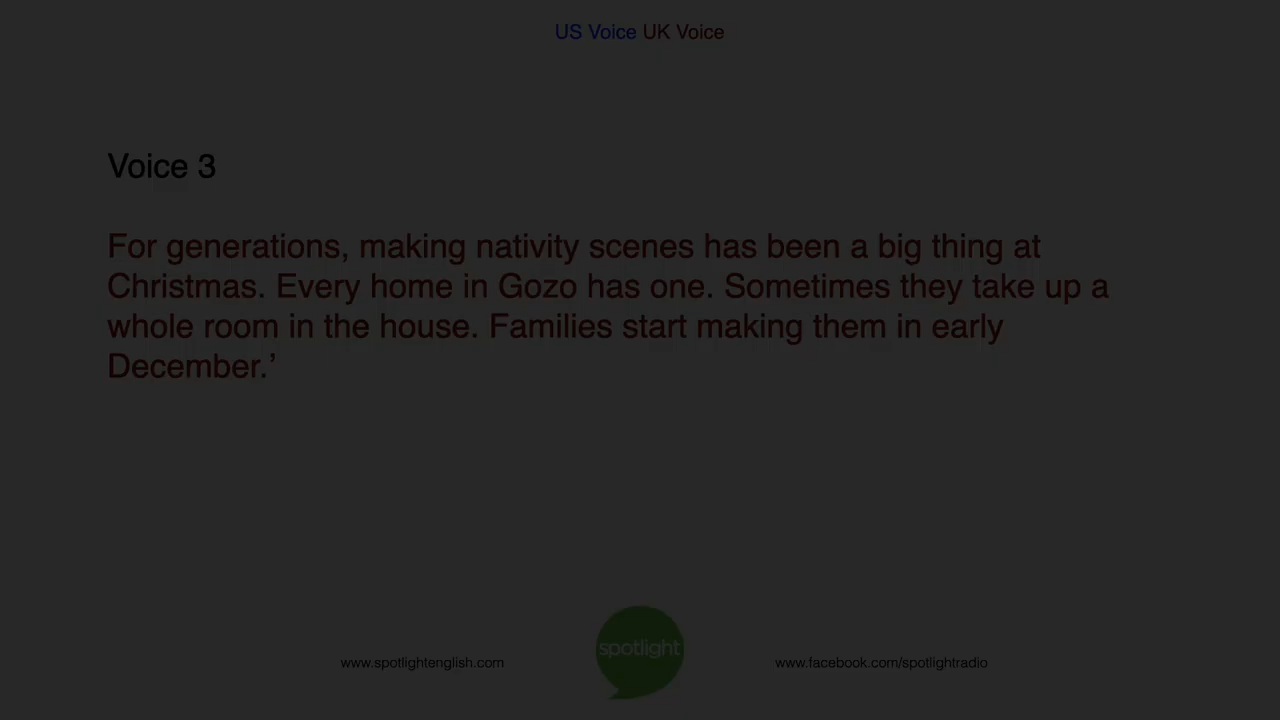 US Voice UK Voice
Voice 3
For generations, making nativity scenes has been a big thing at
Christmas. Every home in Gozo has one. Sometimes they take up a
whole room in the house. Families start making them in early
December.’
spotlight
www.spotlightenglish.com
www.facebook.com/spotlightradio